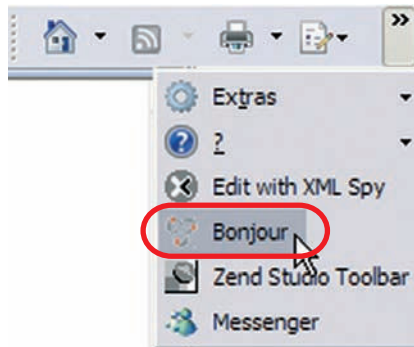 »
Extras
?
Edit with XML Spy
Bonjour
Zend Studio Toolbar
Messenger